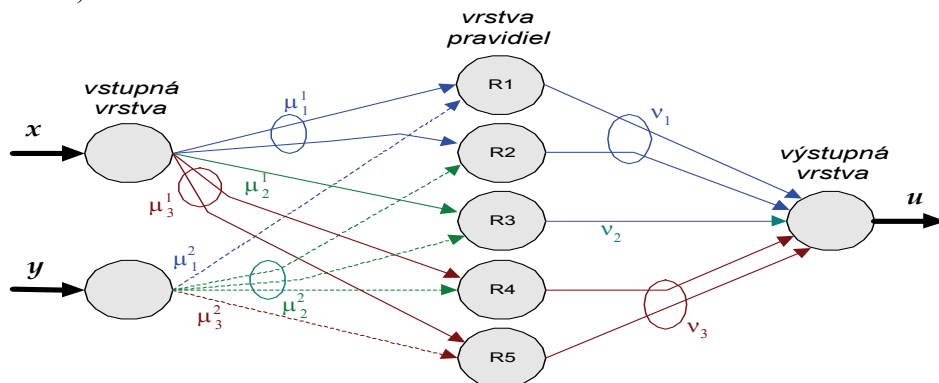 vrstva
pravidiel
vstupná
vrstva
x
y
μ₁¹
μ₂¹
μ₃¹
μ₁²
μ₂²
μ₃²
R1
R2
R3
R4
R5
ν₁
ν₂
ν₃
výstupná
vrstva
u